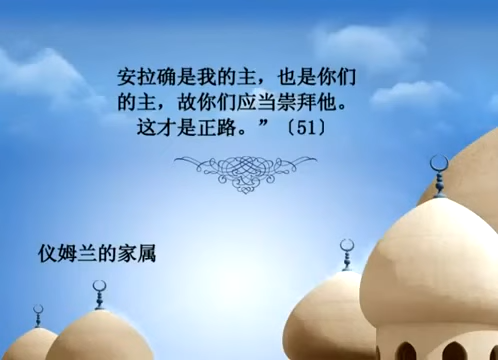 安拉确是我的主，也是你们
的主，故你们应当崇拜他。
这才是正路。”〔51〕
仪姆兰的家属